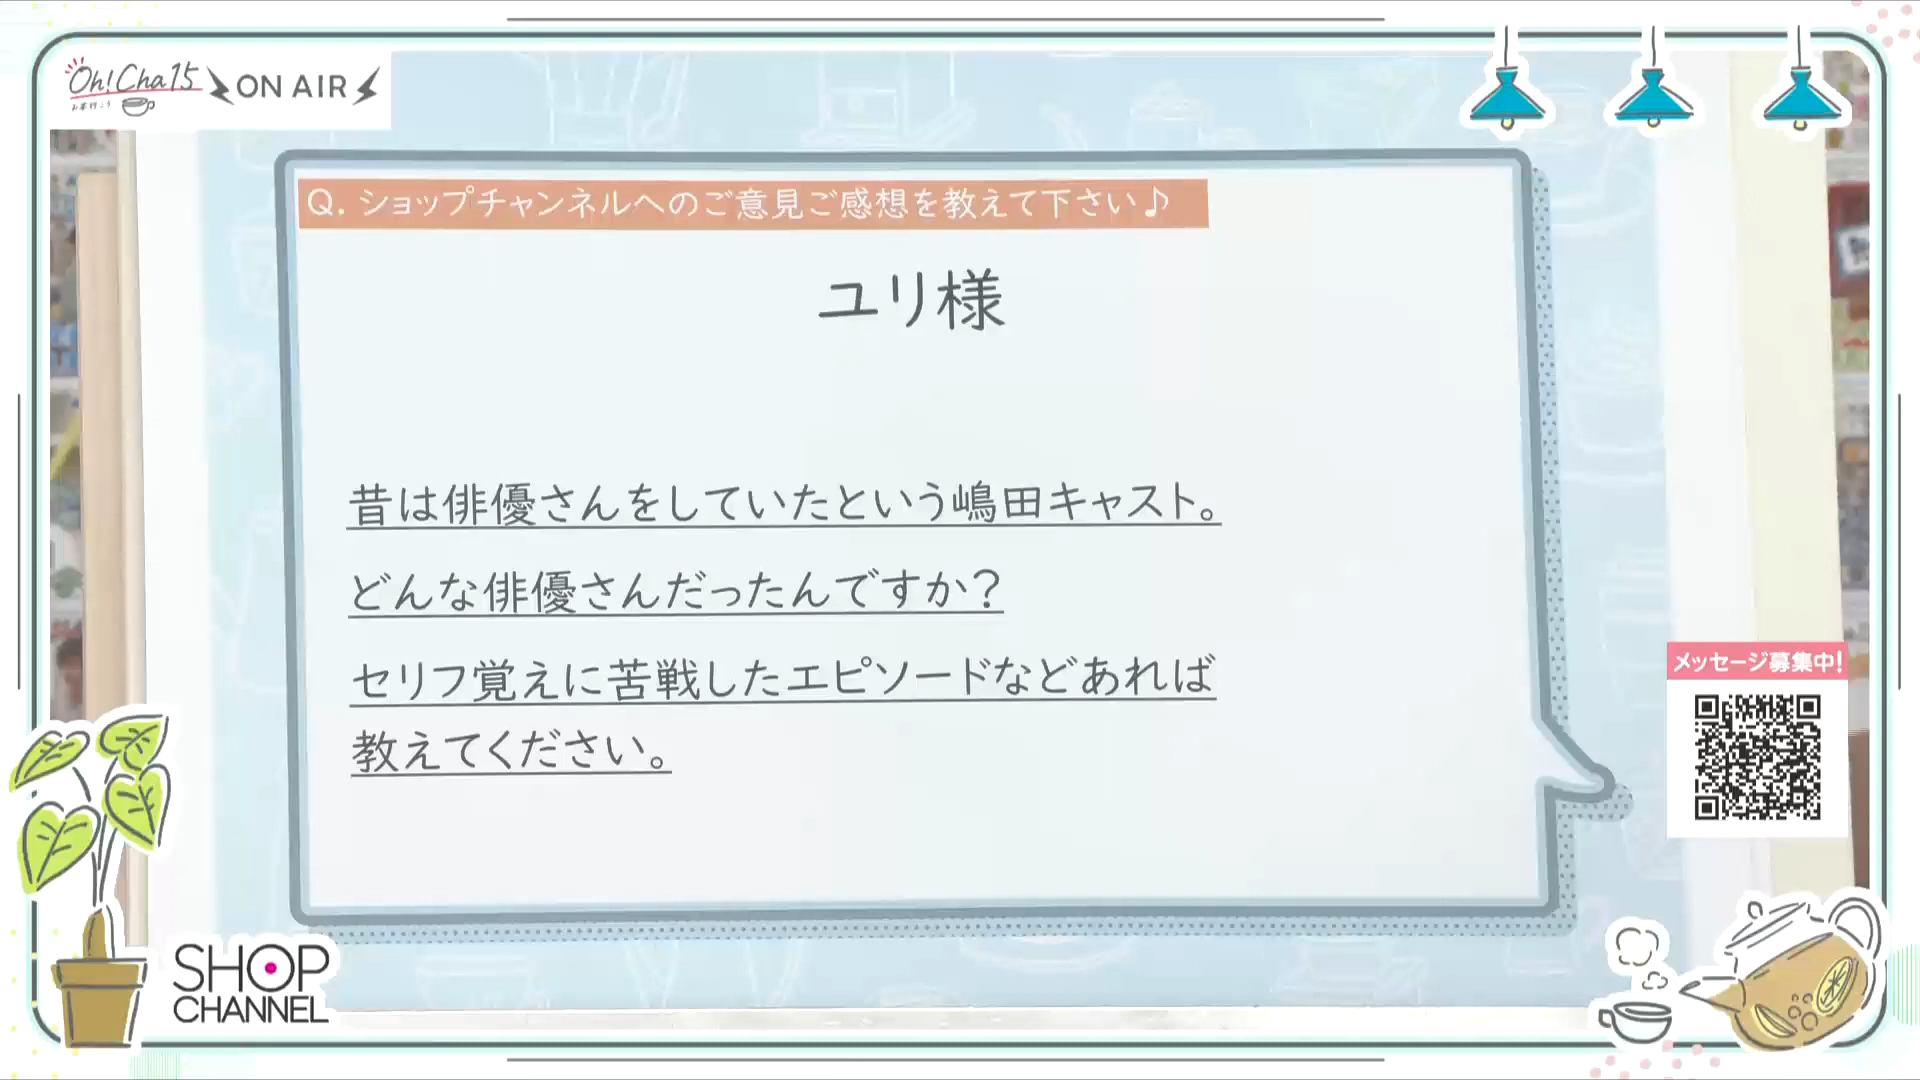 Oh!Cha15
お茶行こう
ON AIR
Q. ショップチャンネルへのご意見ご感想を教えて下さい♪
ユリ様
昔は俳優さんをしていたという嶋田キャスト。
どんな俳優さんだったんですか？
セリフ覚えに苦戦したエピソードなどあれば
教えてください。
メッセージ募集中!
SHOP
CHANNEL